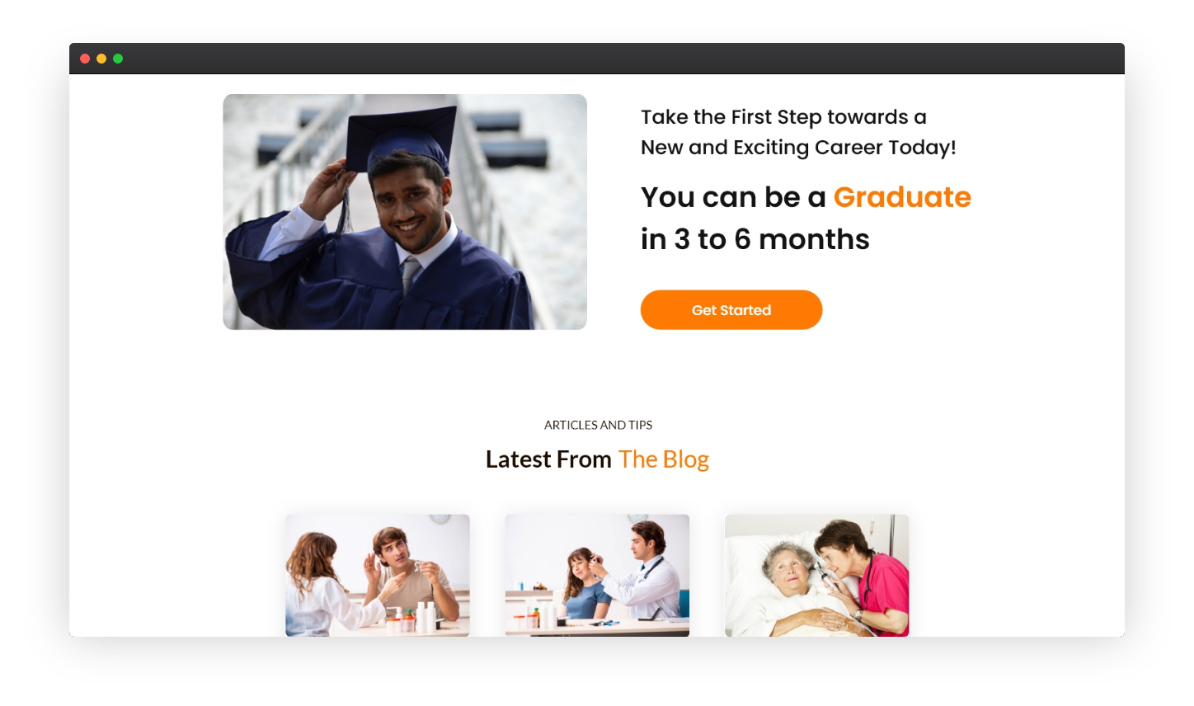 Take the First Step towards a
New and Exciting Career Today!
You can be a Graduate
in 3 to 6 months
Get Started
ARTICLES AND TIPS
Latest From The Blog